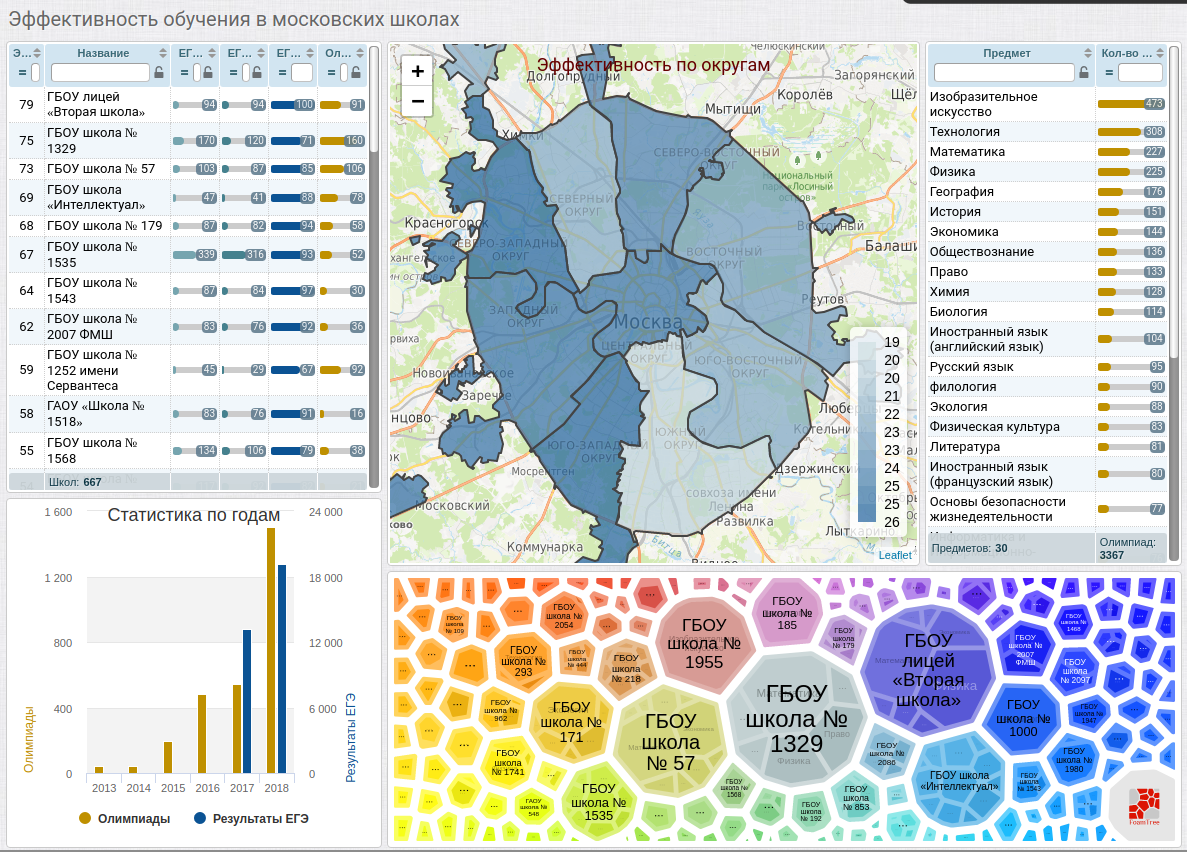 Эффективность обучения в московских школах
Э… Название ЕГ… ЕГ… ЕГ… Ол…
= = = = =
79 ГБОУ лицей «Вторая школа» 94 94 100 91
75 ГБОУ школа № 1329 170 120 71 160
73 ГБОУ школа № 57 103 87 85 106
69 ГБОУ школа «Интеллектуал» 47 41 88 78
68 ГБОУ школа № 179 87 82 94 58
67 ГБОУ школа № 1535 339 316 93 52
64 ГБОУ школа № 1543 87 84 97 30
62 ГБОУ школа № 2007 ФМШ 83 76 92 36
59 ГБОУ школа № 1252 имени Сервантеса 45 29 67 92
58 ГАОУ «Школа № 1518» 83 76 91 16
55 ГБОУ школа № 1568 134 106 79 38
Школ: 667
Эффективность по округам
+
−
Челюскинский
Долгопрудный
Загорянский
Королёв
Щёл
Мытищи
Химки
СЕВЕРО-ВОСТОЧНЫЙ ОКРУГ
Национальный парк «Лосиный остров»
СЕВЕРНЫЙ ОКРУГ
Красногорск
СЕВЕРО-ЗАПАДНЫЙ ОКРУГ
Восточный
ВОСТОЧНЫЙ ОКРУГ
Балаши
Реутов
ЗАПАДНЫЙ ОКРУГ
Москва
рвиха
ЦЕНТРАЛЬНЫЙ ОКРУГ
ЮГО-ВОСТОЧНЫЙ ОКРУГ
Новоивановское
Заречье
нцово
Люберцы
Котельники
ЮЖНЫЙ ОКРУГ
ЮГО-ЗАПАДНЫЙ ОКРУГ
Мосрентген
Дзержинский
Московский
совхоза имени Ленина
Развилка
ково
Лыткарино
Коммунарка
Битца
Видное
19
20
20
21
22
23
23
24
25
25
26
Leaflet
Предмет Кол-во …
=
Изобразительное искусство 473
Технология 308
Математика 227
Физика 225
География 176
История 151
Экономика 144
Обществознание 136
Право 133
Химия 128
Биология 114
Иностранный язык (английский язык) 104
Русский язык 95
филология 90
Экология 88
Физическая культура 83
Литература 81
Иностранный язык (французский язык) 80
Основы безопасности жизнедеятельности 77
Предметов: 30 Олимпиад: 3367
Статистика по годам
1 600 24 000
1 200 18 000
800 12 000
400 6 000
0 0
Олимпиады
Результаты ЕГЭ
2013 2014 2015 2016 2017 2018
Олимпиады Результаты ЕГЭ
ГБОУ школа № 109
ГБОУ школа № 2054
ГБОУ школа № 293
ГБОУ школа № 444
ГБОУ школа № 218
ГБОУ школа № 1955
ГБОУ школа № 185
ГБОУ школа № 179
ГБОУ лицей «Вторая школа»
Физика
ГБОУ школа № 2007 ФМШ
ГБОУ школа № 1468
ГБОУ школа № 2097
ГБОУ школа № 962
ГБОУ школа № 171
ГБОУ школа № 57
ГБОУ школа № 1329
Математика
Право
Физика
ГБОУ школа № 1000
ГБОУ школа № 1947
ГБОУ школа № 1741
ГБОУ школа № 2086
ГБОУ школа № 1980
ГАОУ школа № 548
ГБОУ школа № 1535
ГБОУ школа № 1568
ГБОУ школа № 192
ГБОУ школа № 853
ГБОУ школа «Интеллектуал»
ГБОУ школа № 1543
FoamTree